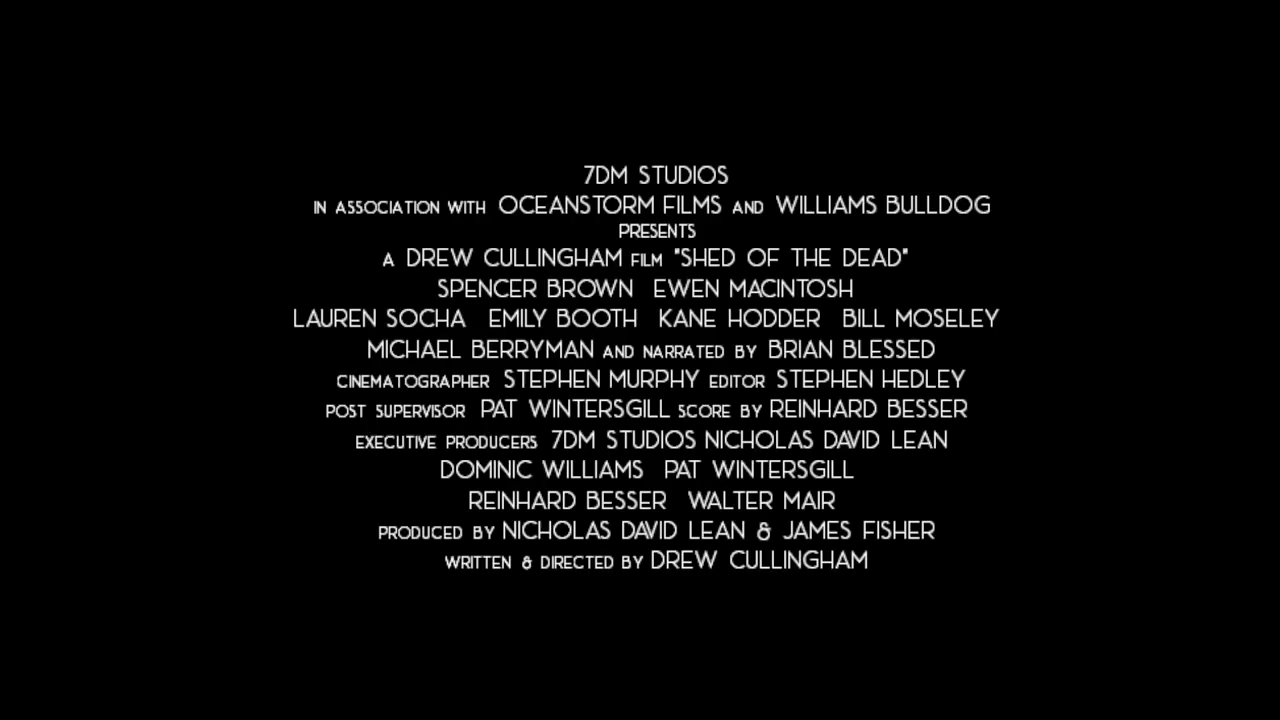 7DM STUDIOS
IN ASSOCIATION WITH OCEANSTORM FILMS AND WILLIAMS BULLDOG
PRESENTS
A DREW CULLINGHAM FILM "SHED OF THE DEAD"
SPENCER BROWN EWEN MACINTOSH
LAUREN SOCHA EMILY BOOTH KANE HODDER BILL MOSELEY
MICHAEL BERRYMAN AND NARRATED BY BRIAN BLESSED
CINEMATOGRAPHER STEPHEN MURPHY EDITOR STEPHEN HEDLEY
POST SUPERVISOR PAT WINTERSGILL SCORE BY REINHARD BESSER
EXECUTIVE PRODUCERS 7DM STUDIOS NICHOLAS DAVID LEAN
DOMINIC WILLIAMS PAT WINTERSGILL
REINHARD BESSER WALTER MAIR
PRODUCED BY NICHOLAS DAVID LEAN & JAMES FISHER
WRITTEN & DIRECTED BY DREW CULLINGHAM